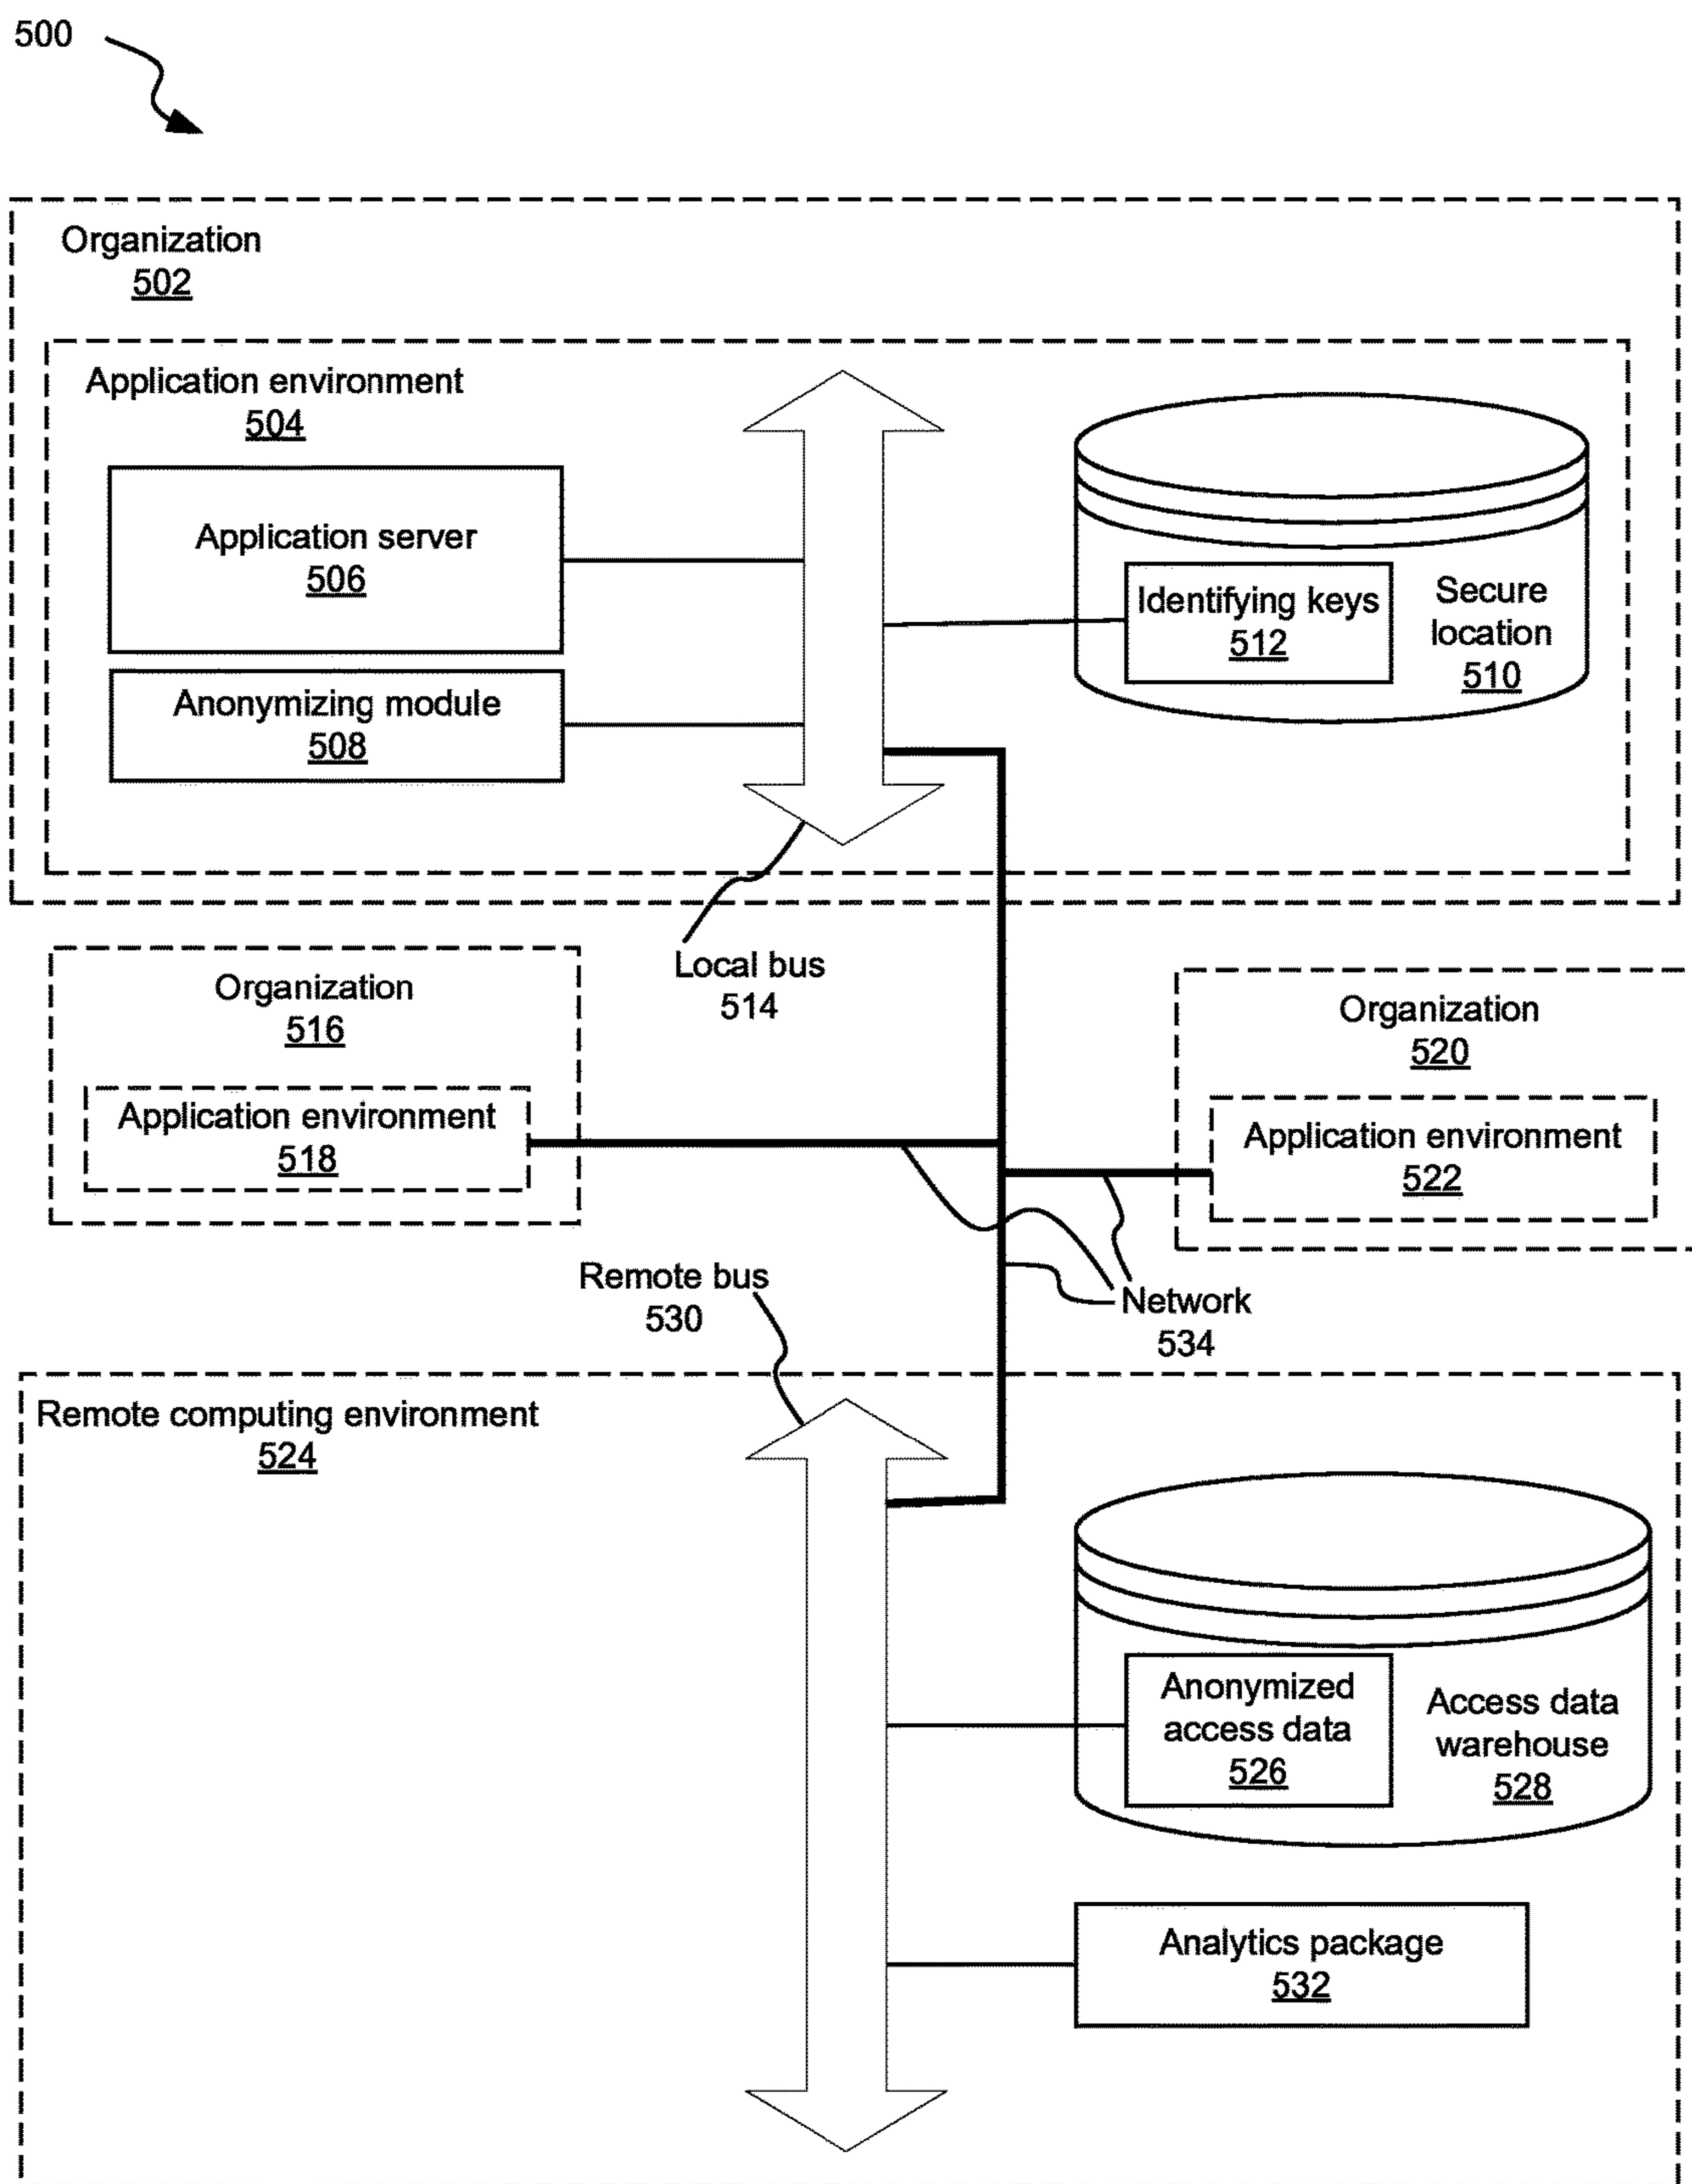 500
Organization
502
Application environment
504
Application server
506
Anonymizing module
508
Identifying keys
512
Secure
location
510
Local bus
514
Organization
516
Application environment
518
Organization
520
Application environment
522
Remote bus
530
Network
534
Remote computing environment
524
Anonymized
access data
526
Access data
warehouse
528
Analytics package
532